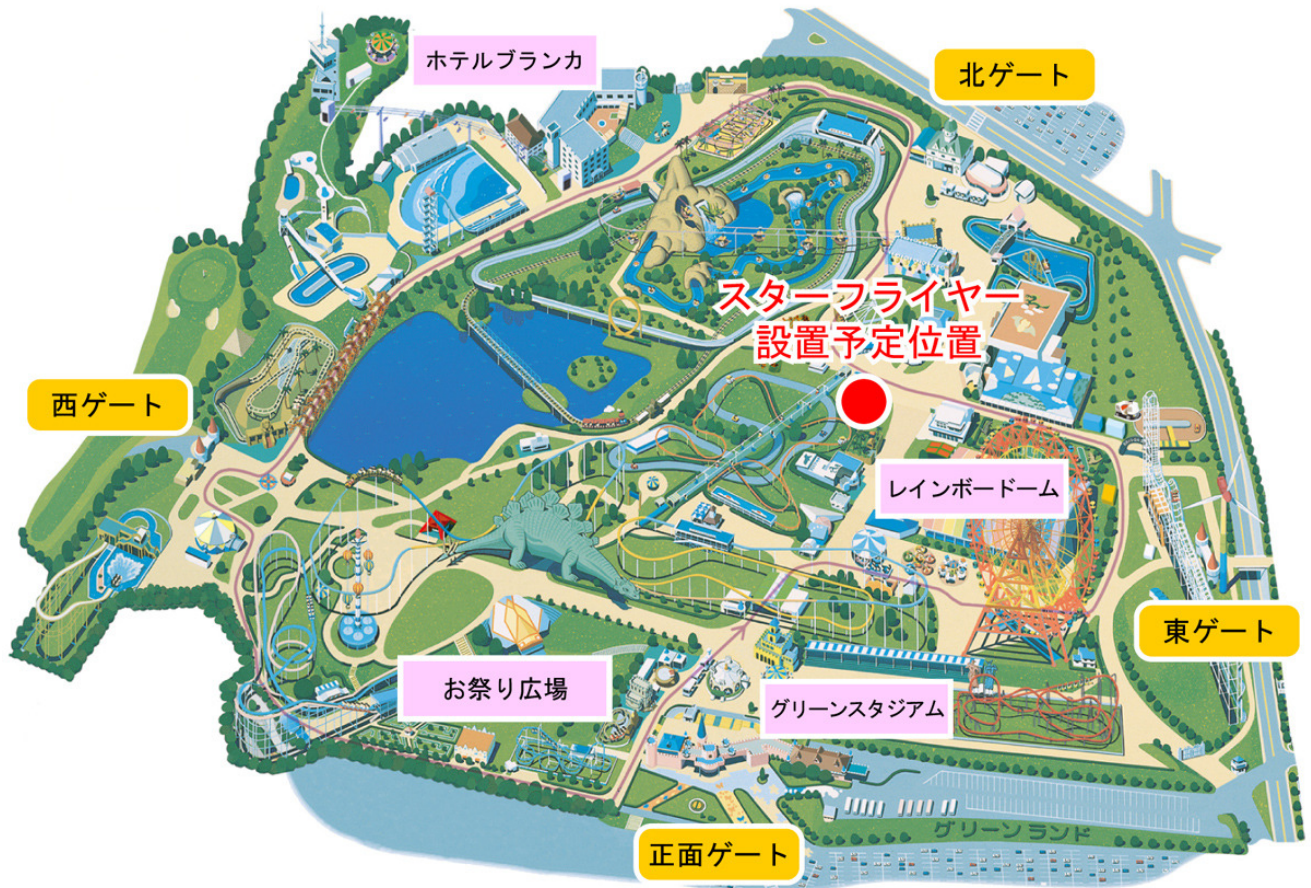 ホテルブランカ
北ゲート
スターフライヤー
設置予定位置
西ゲート
レインボードーム
東ゲート
お祭り広場
グリーンスタジアム
グリーンランド
正面ゲート